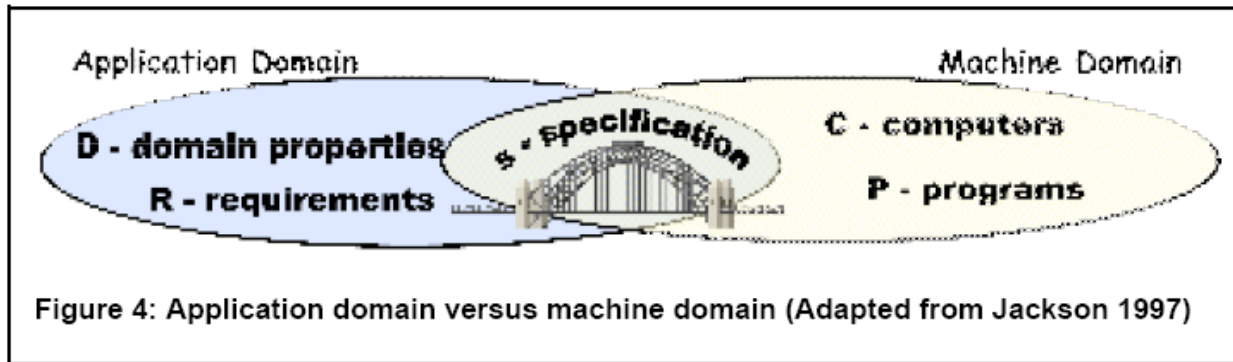 Application Domain
Machine Domain
D - domain properties
R - requirements
s - specification
C - computers
P - programs
Figure 4: Application domain versus machine domain (Adapted from Jackson 1997)